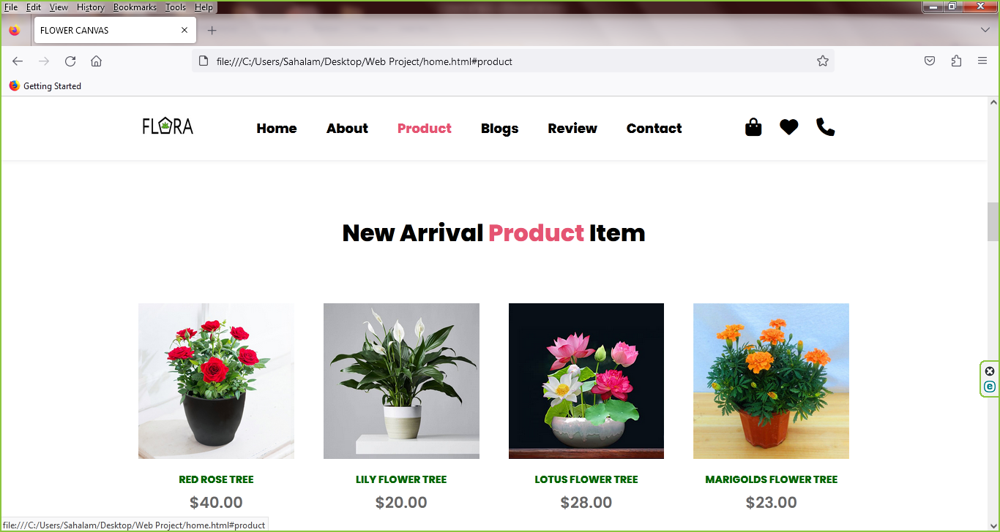 File Edit View History Bookmarks Tools Help
FLOWER CANVAS
file:///C:/Users/Sahalam/Desktop/Web Project/home.html#product
Getting Started
FLORA Home About Product Blogs Review Contact
New Arrival Product Item
RED ROSE TREE LILY FLOWER TREE LOTUS FLOWER TREE MARIGOLDS FLOWER TREE
$40.00 $20.00 $28.00 $23.00
file:///C:/Users/Sahalam/Desktop/Web Project/home.html#product